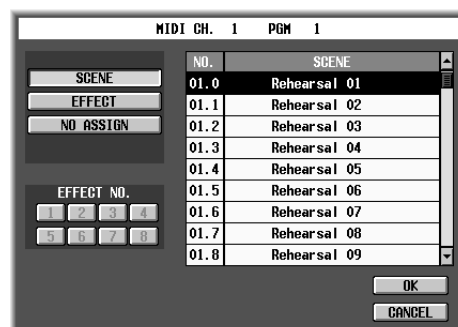 MIDI CH. 1 PGM 1
SCENE
EFFECT
NO ASSIGN
EFFECT NO.
1 2 3 4
5 6 7 8
NO. SCENE
01.0 Rehearsal 01
01.1 Rehearsal 02
01.2 Rehearsal 03
01.3 Rehearsal 04
01.4 Rehearsal 05
01.5 Rehearsal 06
01.6 Rehearsal 07
01.7 Rehearsal 08
01.8 Rehearsal 09
OK
CANCEL